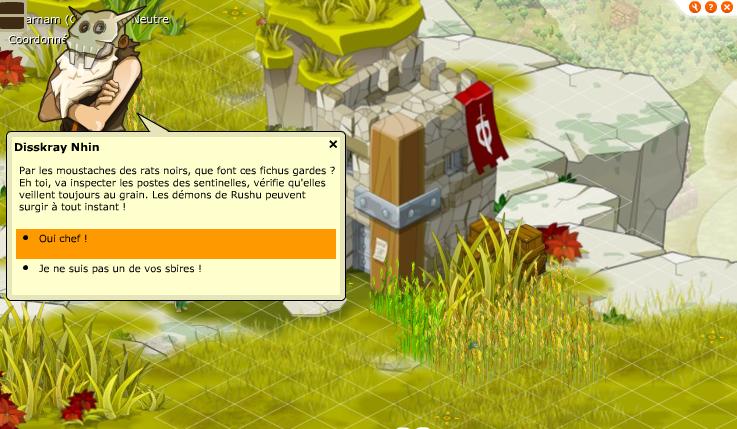 Neutre
Coordonné
Disskray Nhin
Par les moustaches des rats noirs, que font ces fichus gardes ?
Eh toi, va inspecter les postes des sentinelles, vérifie qu'elles
veillent toujours au grain. Les démons de Rushu peuvent
surgir à tout instant !
Oui chef !
Je ne suis pas un de vos sbires !